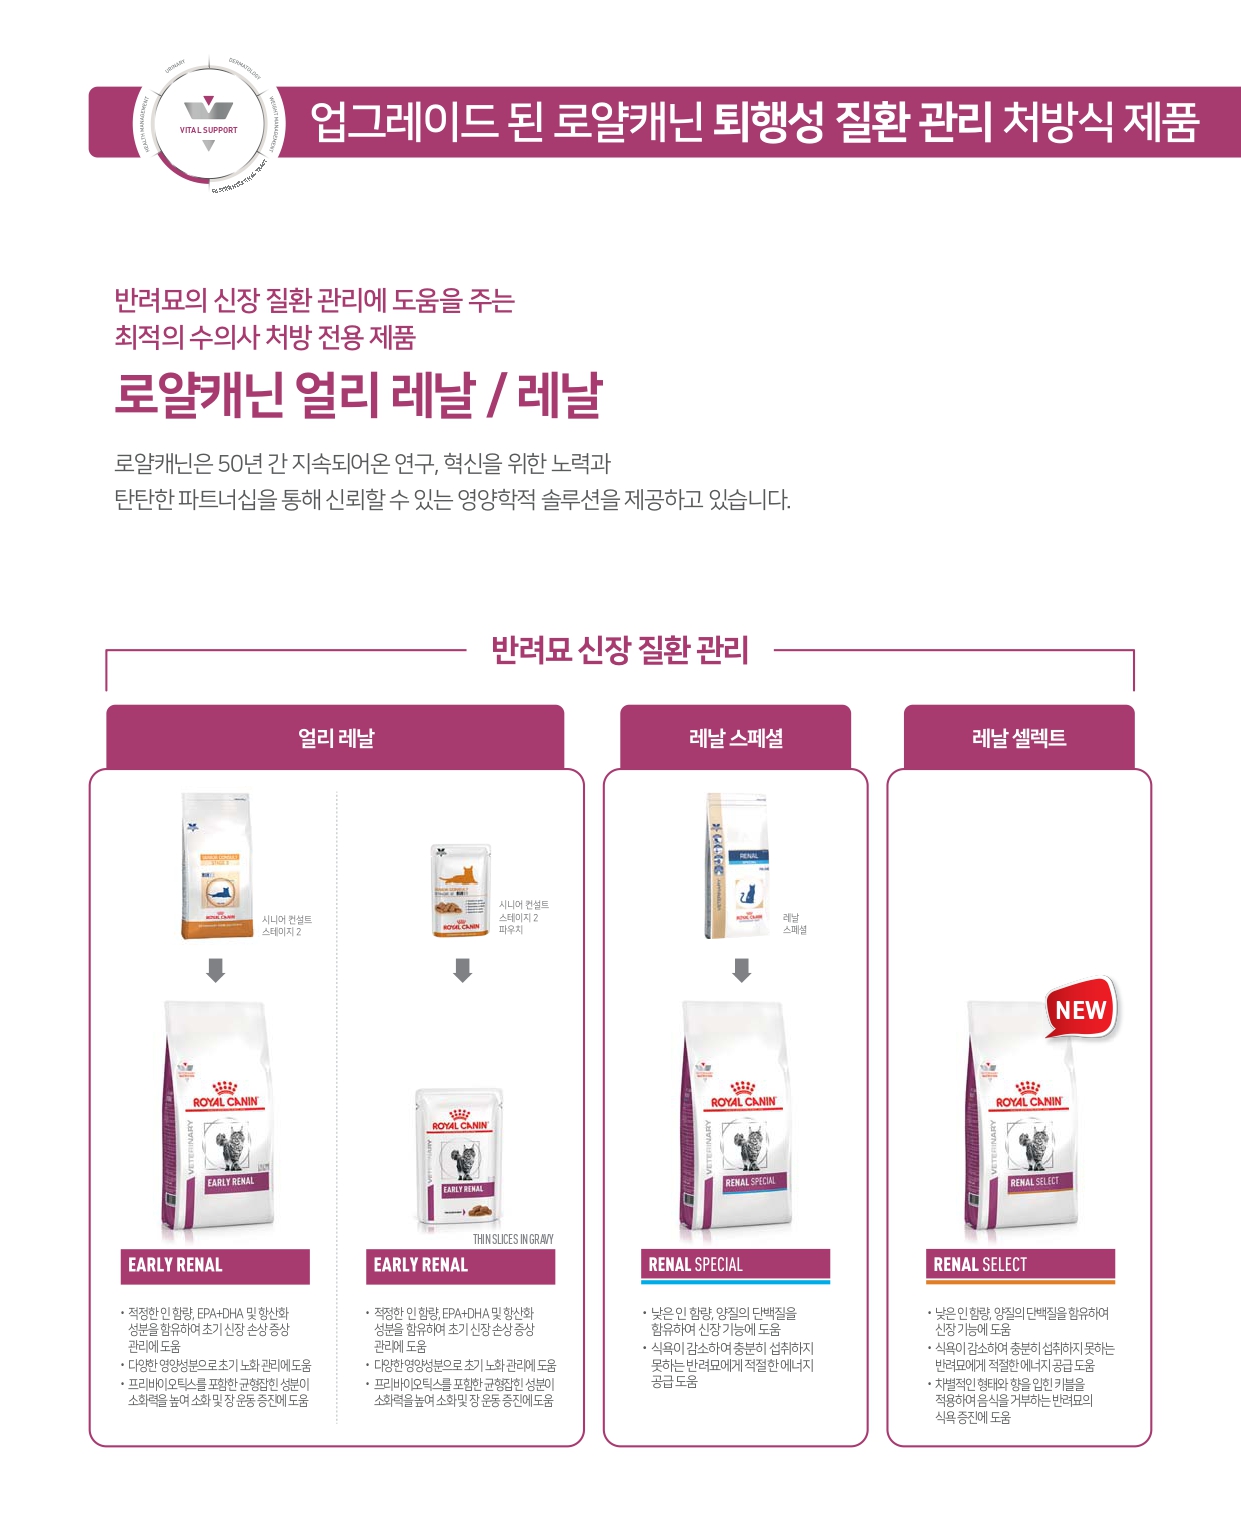 URINARY
DERMATOLOGY
HEALTH MANAGEMENT
WEIGHT MANAGEMENT
VITAL SUPPORT
GASTROINTESTINAL TRACT
업그레이드 된 로얄캐닌 퇴행성 질환 관리 처방식 제품
반려묘의 신장 질환 관리에 도움을 주는
최적의 수의사 처방 전용 제품
로얄캐닌 얼리 레날 / 레날
로얄캐닌은 50년 간 지속되어온 연구, 혁신을 위한 노력과
탄탄한 파트너십을 통해 신뢰할 수 있는 영양학적 솔루션을 제공하고 있습니다.
반려묘 신장 질환 관리
얼리 레날
SENIOR CONSULT
STAGE 2
ROYAL CANIN
시니어 컨설트
스테이지 2
ROYAL CANIN
시니어 컨설트
스테이지 2
파우치
ROYAL CANIN
VETERINARY
EARLY RENAL
ROYAL CANIN
VETERINARY
EARLY RENAL
THIN SLICES IN GRAVY
EARLY RENAL
• 적정한 인 함량, EPA+DHA 및 항산화
성분을 함유하여 초기 신장 손상 증상
관리에 도움
• 다양한 영양성분으로 초기 노화 관리에 도움
• 프리바이오틱스를 포함한 균형잡힌 성분이
소화력을 높여 소화 및 장 운동 증진에 도움
EARLY RENAL
• 적정한 인 함량, EPA+DHA 및 항산화
성분을 함유하여 초기 신장 손상 증상
관리에 도움
• 다양한 영양성분으로 초기 노화 관리에 도움
• 프리바이오틱스를 포함한 균형잡힌 성분이
소화력을 높여 소화 및 장 운동 증진에 도움
레날 스페셜
RENAL
SPECIAL
VETERINARY
ROYAL CANIN
레날
스페셜
ROYAL CANIN
VETERINARY
RENAL SPECIAL
RENAL SPECIAL
• 낮은 인 함량, 양질의 단백질을
함유하여 신장 기능에 도움
• 식욕이 감소하여 충분히 섭취하지
못하는 반려묘에게 적절한 에너지
공급 도움
레날 셀렉트
NEW
ROYAL CANIN
VETERINARY
RENAL SELECT
RENAL SELECT
• 낮은 인 함량, 양질의 단백질을 함유하여
신장 기능에 도움
• 식욕이 감소하여 충분히 섭취하지 못하는
반려묘에게 적절한 에너지 공급 도움
• 차별적인 형태와 향을 입힌 키블을
적용하여 음식을 거부하는 반려묘의
식욕 증진에 도움